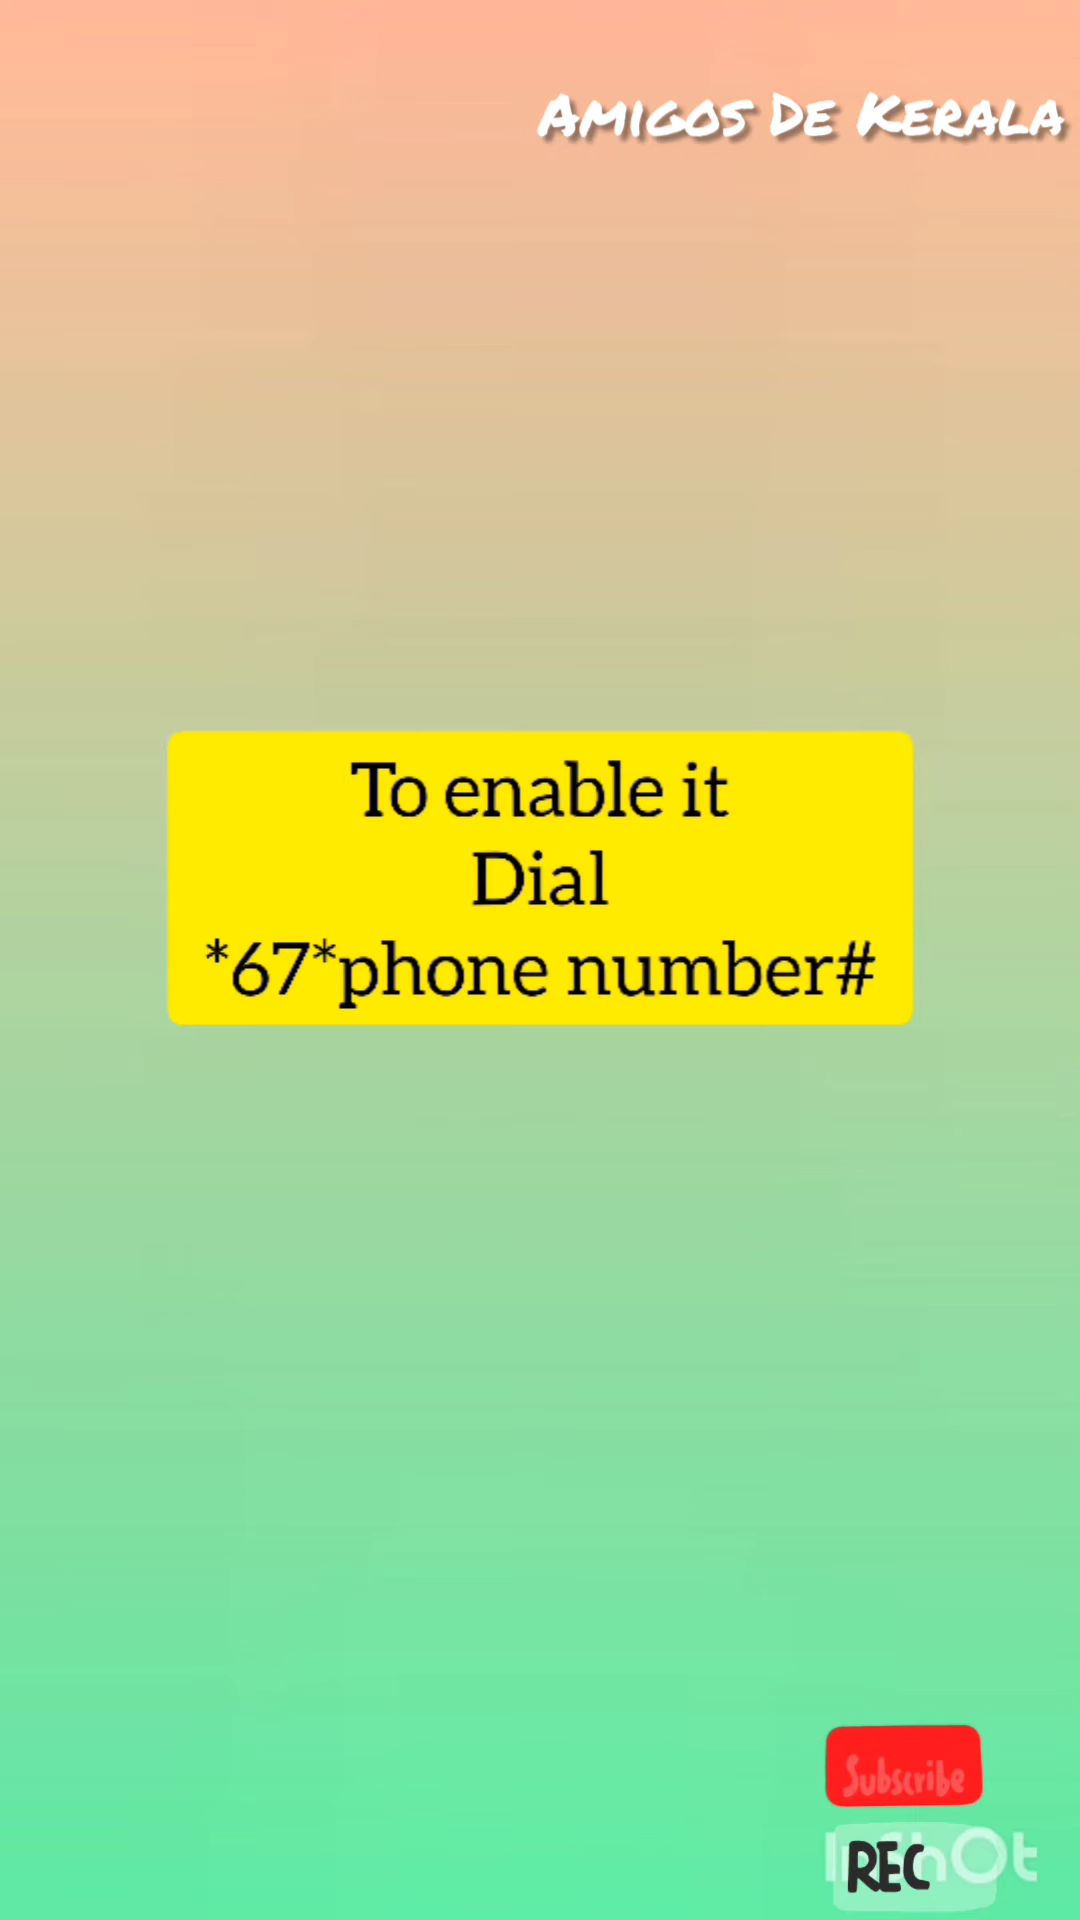 AMIGOS DE KERALA
To enable it
Dial
*67*phone number#
Subscribe
REC